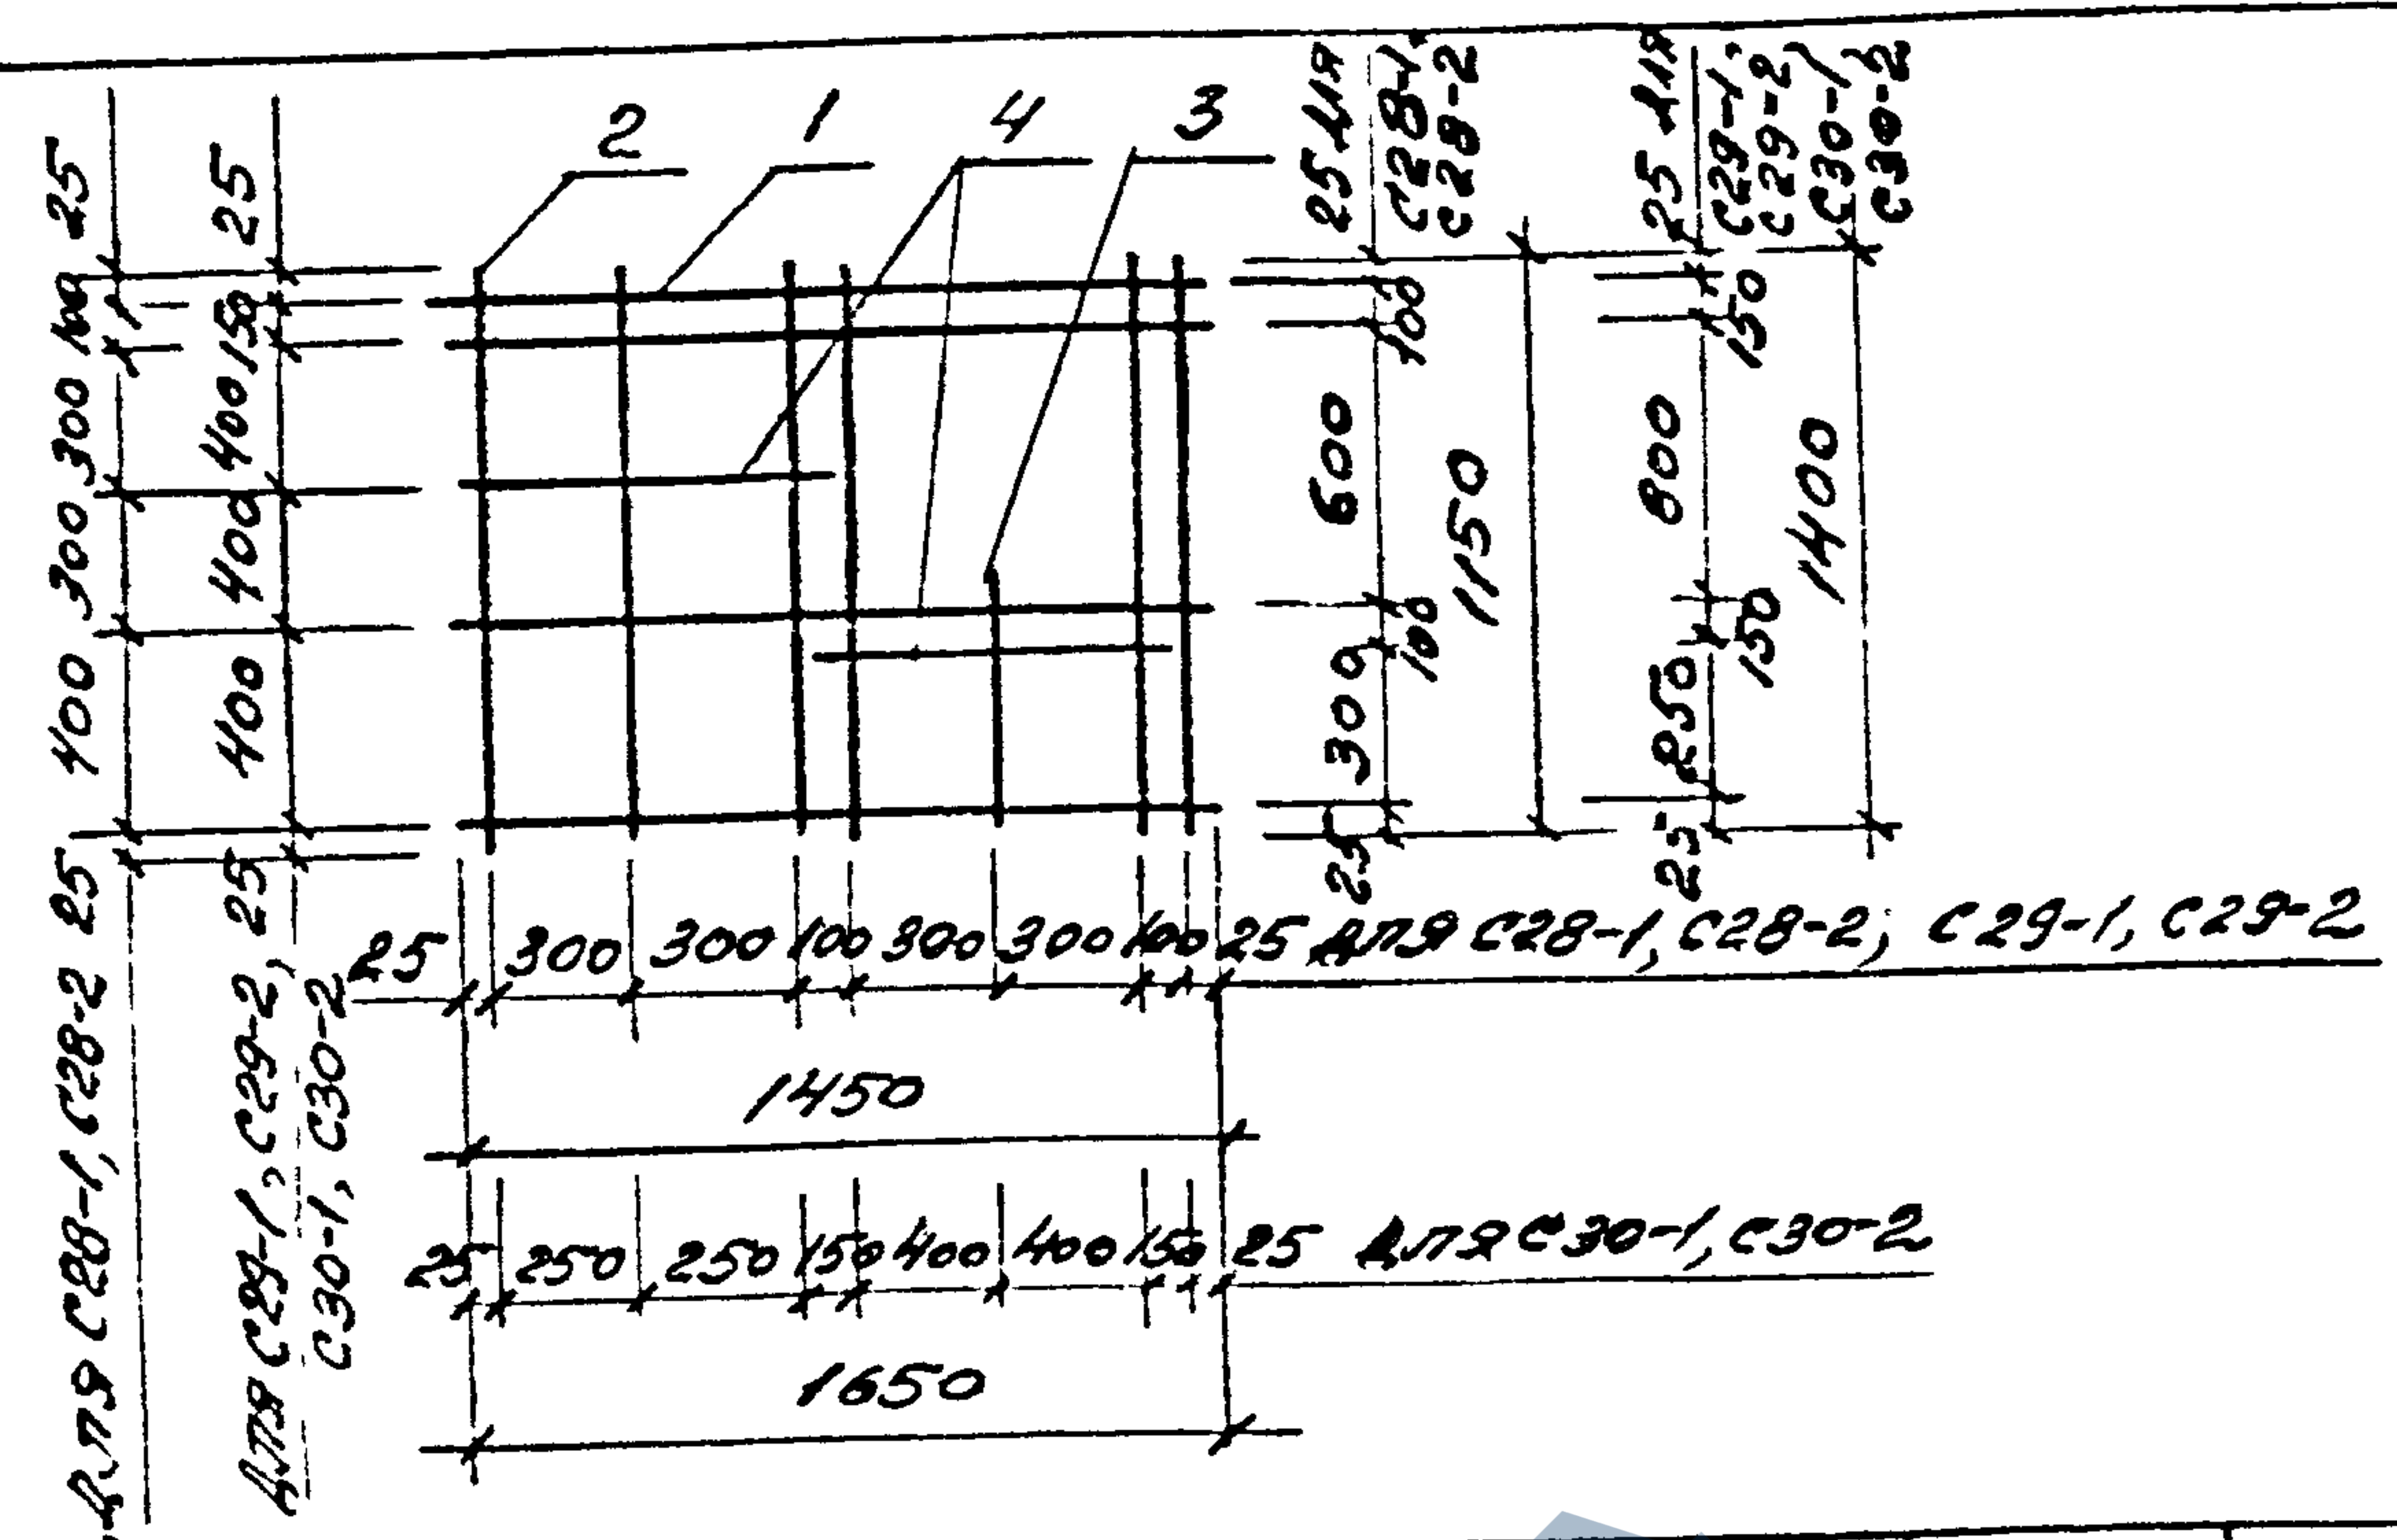 2 1 4 3
25 для
С28-1,
С28-2
25 для
С29-1,
С29-2
С30-1
С30-2
25 100 300 300 400 25 для С28-1, С28-2
25 150 400 400 400 25 для С29-1, С29-2,
С30-1, С30-2
100 600 100 300 25
1150
150 800 150 250 25
1400
25 300 300 100 300 300 100 25 для С28-1, С28-2; С29-1, С29-2
1450
25 250 250 150 400 400 150 25 для С30-1, С30-2
1650